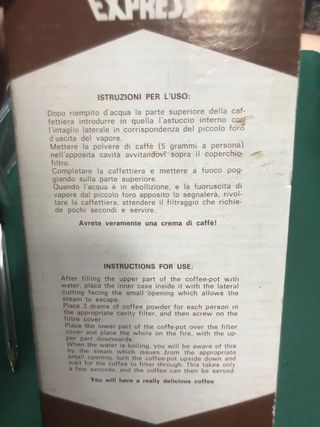 EXPRESS
ISTRUZIONI PER L'USO:
Dopo riempito d'acqua la parte superiore della caf-
fettiera introdurre in quella l'astuccio interno con
l'intaglio laterale in corrispondenza del piccolo foro
d'uscita del vapore.
Mettere la polvere di caffè (5 grammi a persona)
nell'apposita cavità avvitandovi sopra il coperchio-
filtro.
Completare la caffettiera e mettere a fuoco pog-
giando sulla parte superiore.
Quando l'acqua è in ebollizione, e la fuoruscita di
vapore dal piccolo foro apposito lo segnalerà, rivol-
tare la caffettiera, attendere il filtraggio che richie-
de pochi secondi e servire.
Avrete veramente una crema di caffè!
INSTRUCTIONS FOR USE:
After filling the upper part of the coffee-pot with
water, place the inner case inside it with the lateral
cutting facing the small opening which allows the
steam to escape.
Place 3 drams of coffee powder for each person in
the appropriate cavity filter, and then screw on the
filtre cover.
Place the lower part of the coffe-pot over the filter
cover and place the whole on the fire, with the up-
per part downwards.
When the water is boiling, you will be aware of this
by the steam which issues from the appropriate
small opening, turn the coffee-pot upside down and
wait for the coffee to filter through. This takes only
a few seconds, and the coffee can then be served.
You will have a really delicious coffee